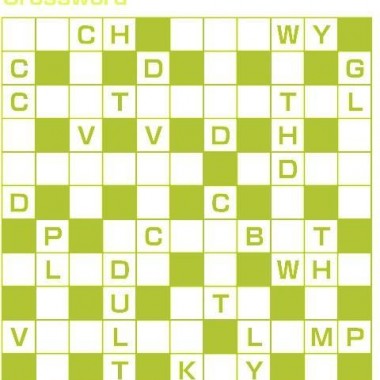 Crossword
C H W Y
C D G
C T T L
V V D H
D
D C
P C B T
L D W H
U T
V L L M P
T K Y